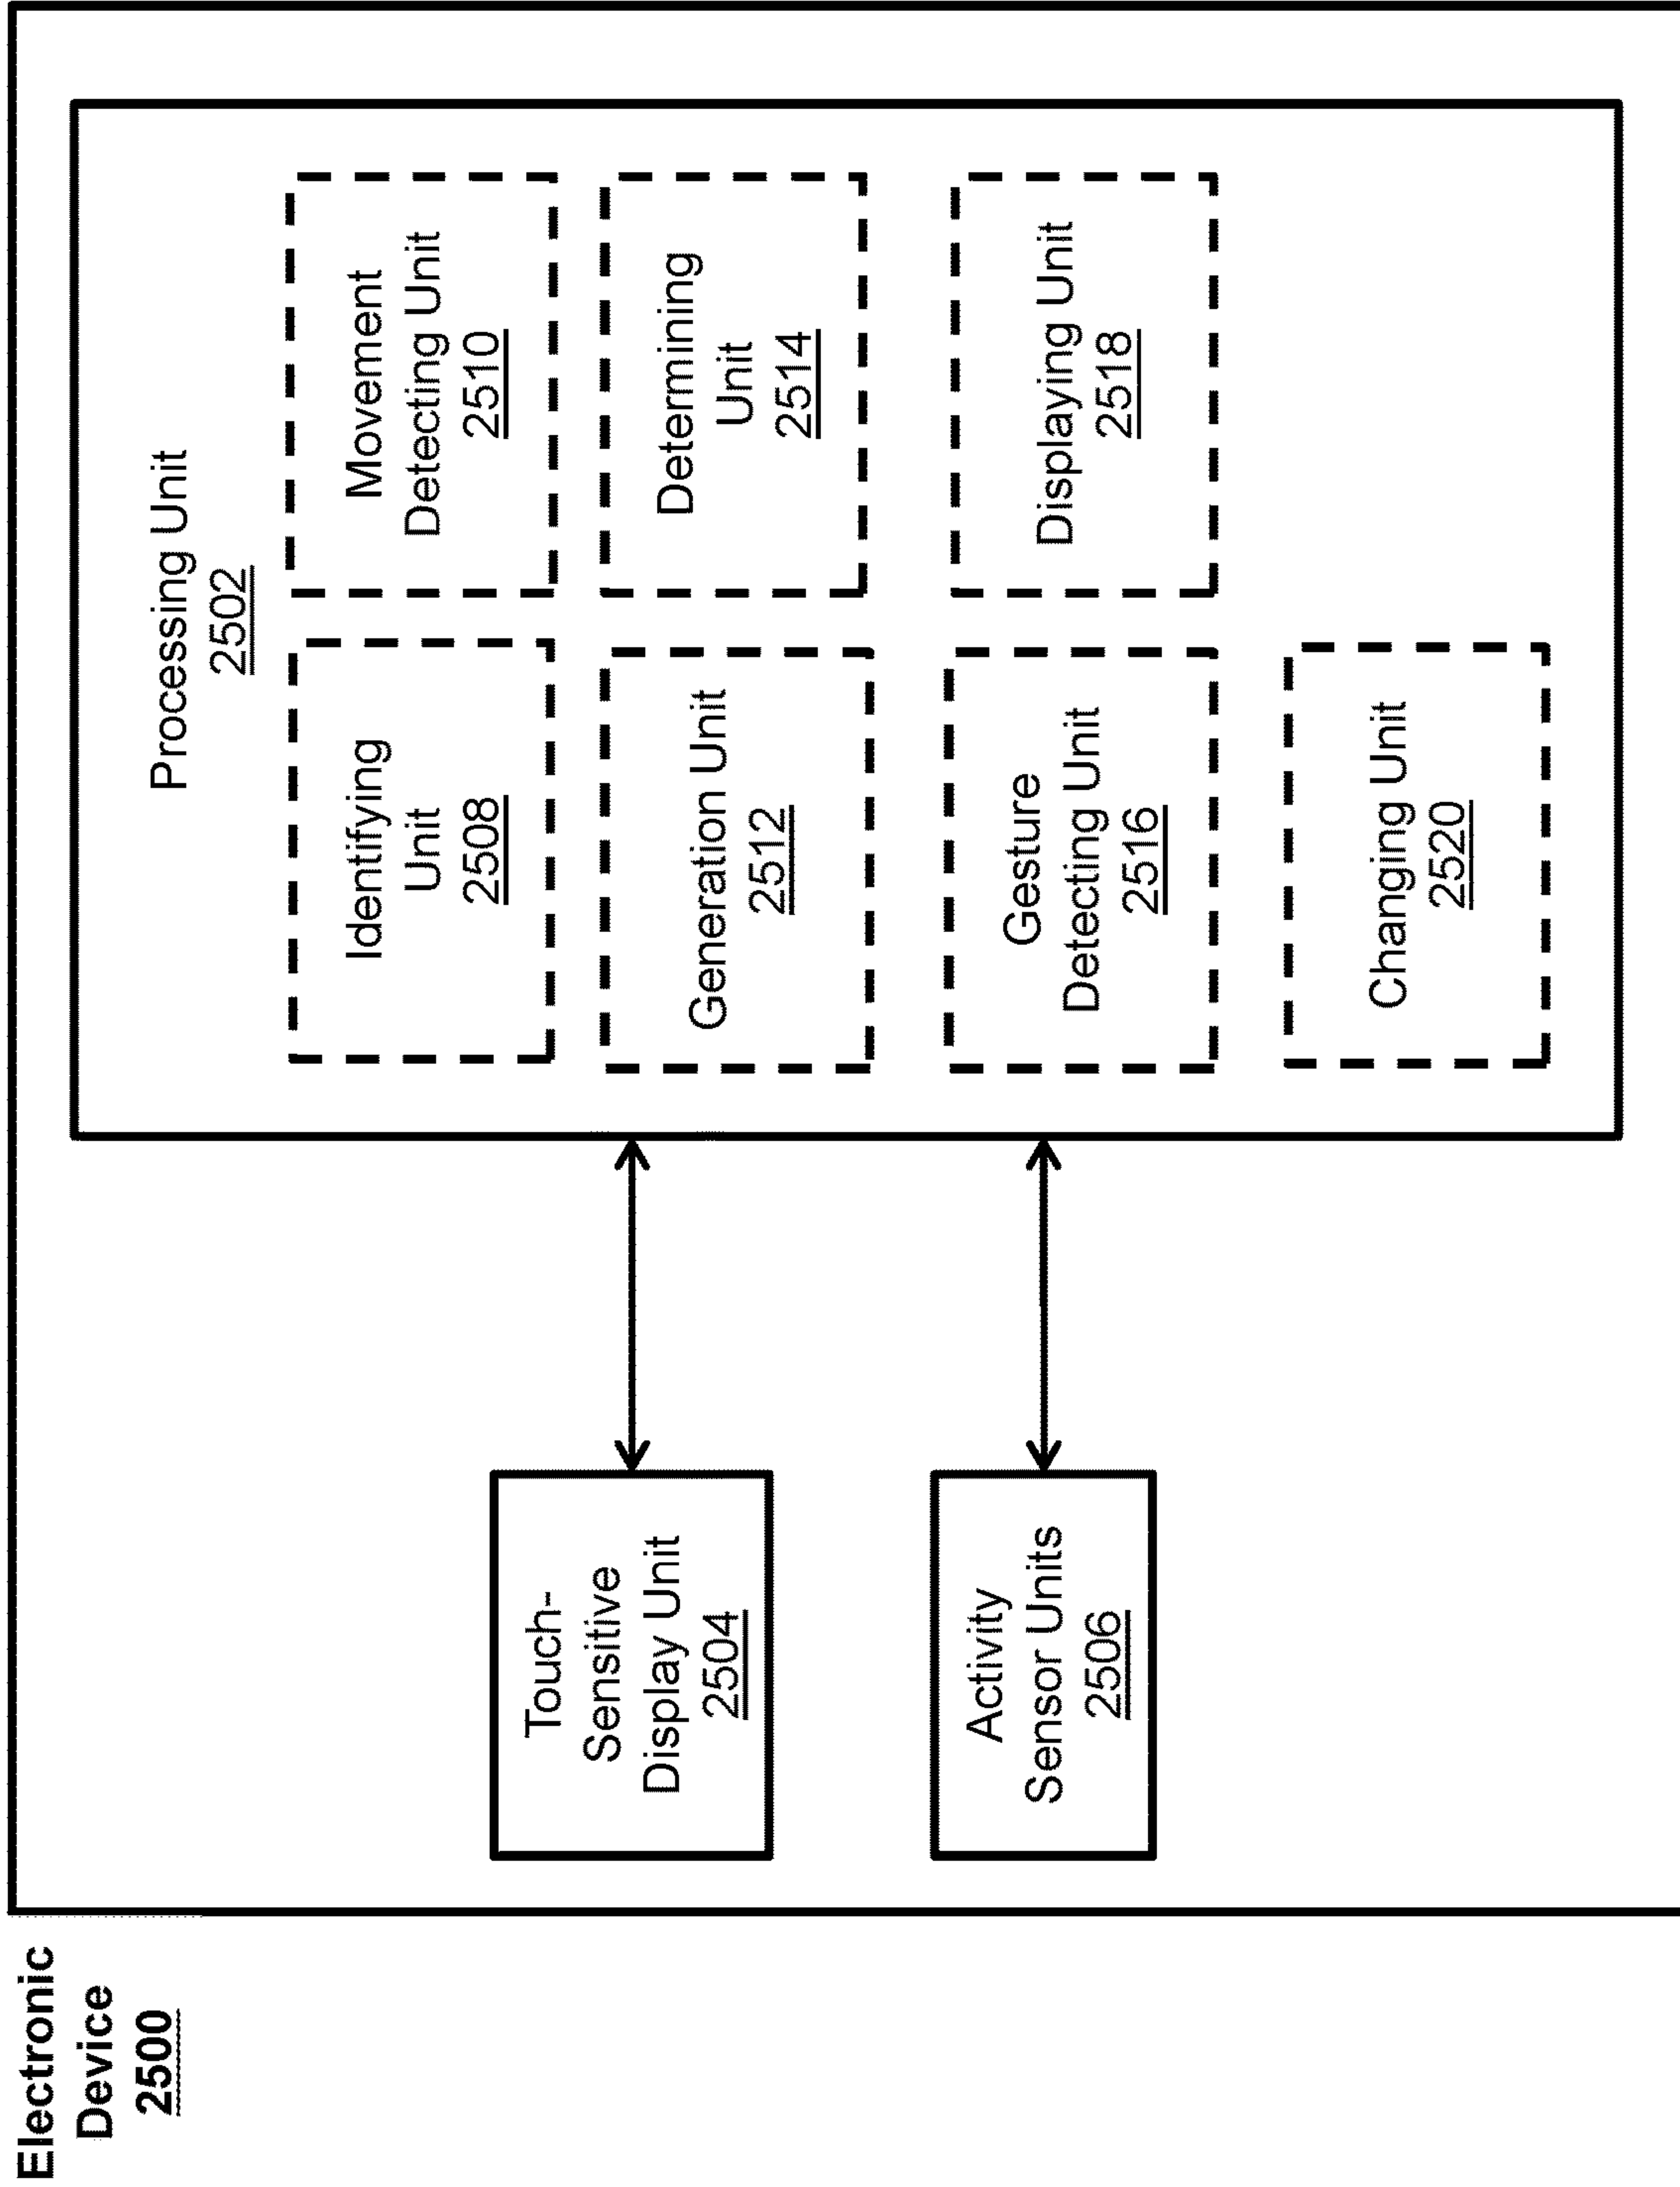 Electronic
Device
2500
Touch-
Sensitive
Display Unit
2504
Activity
Sensor Units
2506
Processing Unit
2502
Identifying
Unit
2508
Movement
Detecting Unit
2510
Generation Unit
2512
Determining
Unit
2514
Gesture
Detecting Unit
2516
Displaying Unit
2518
Changing Unit
2520